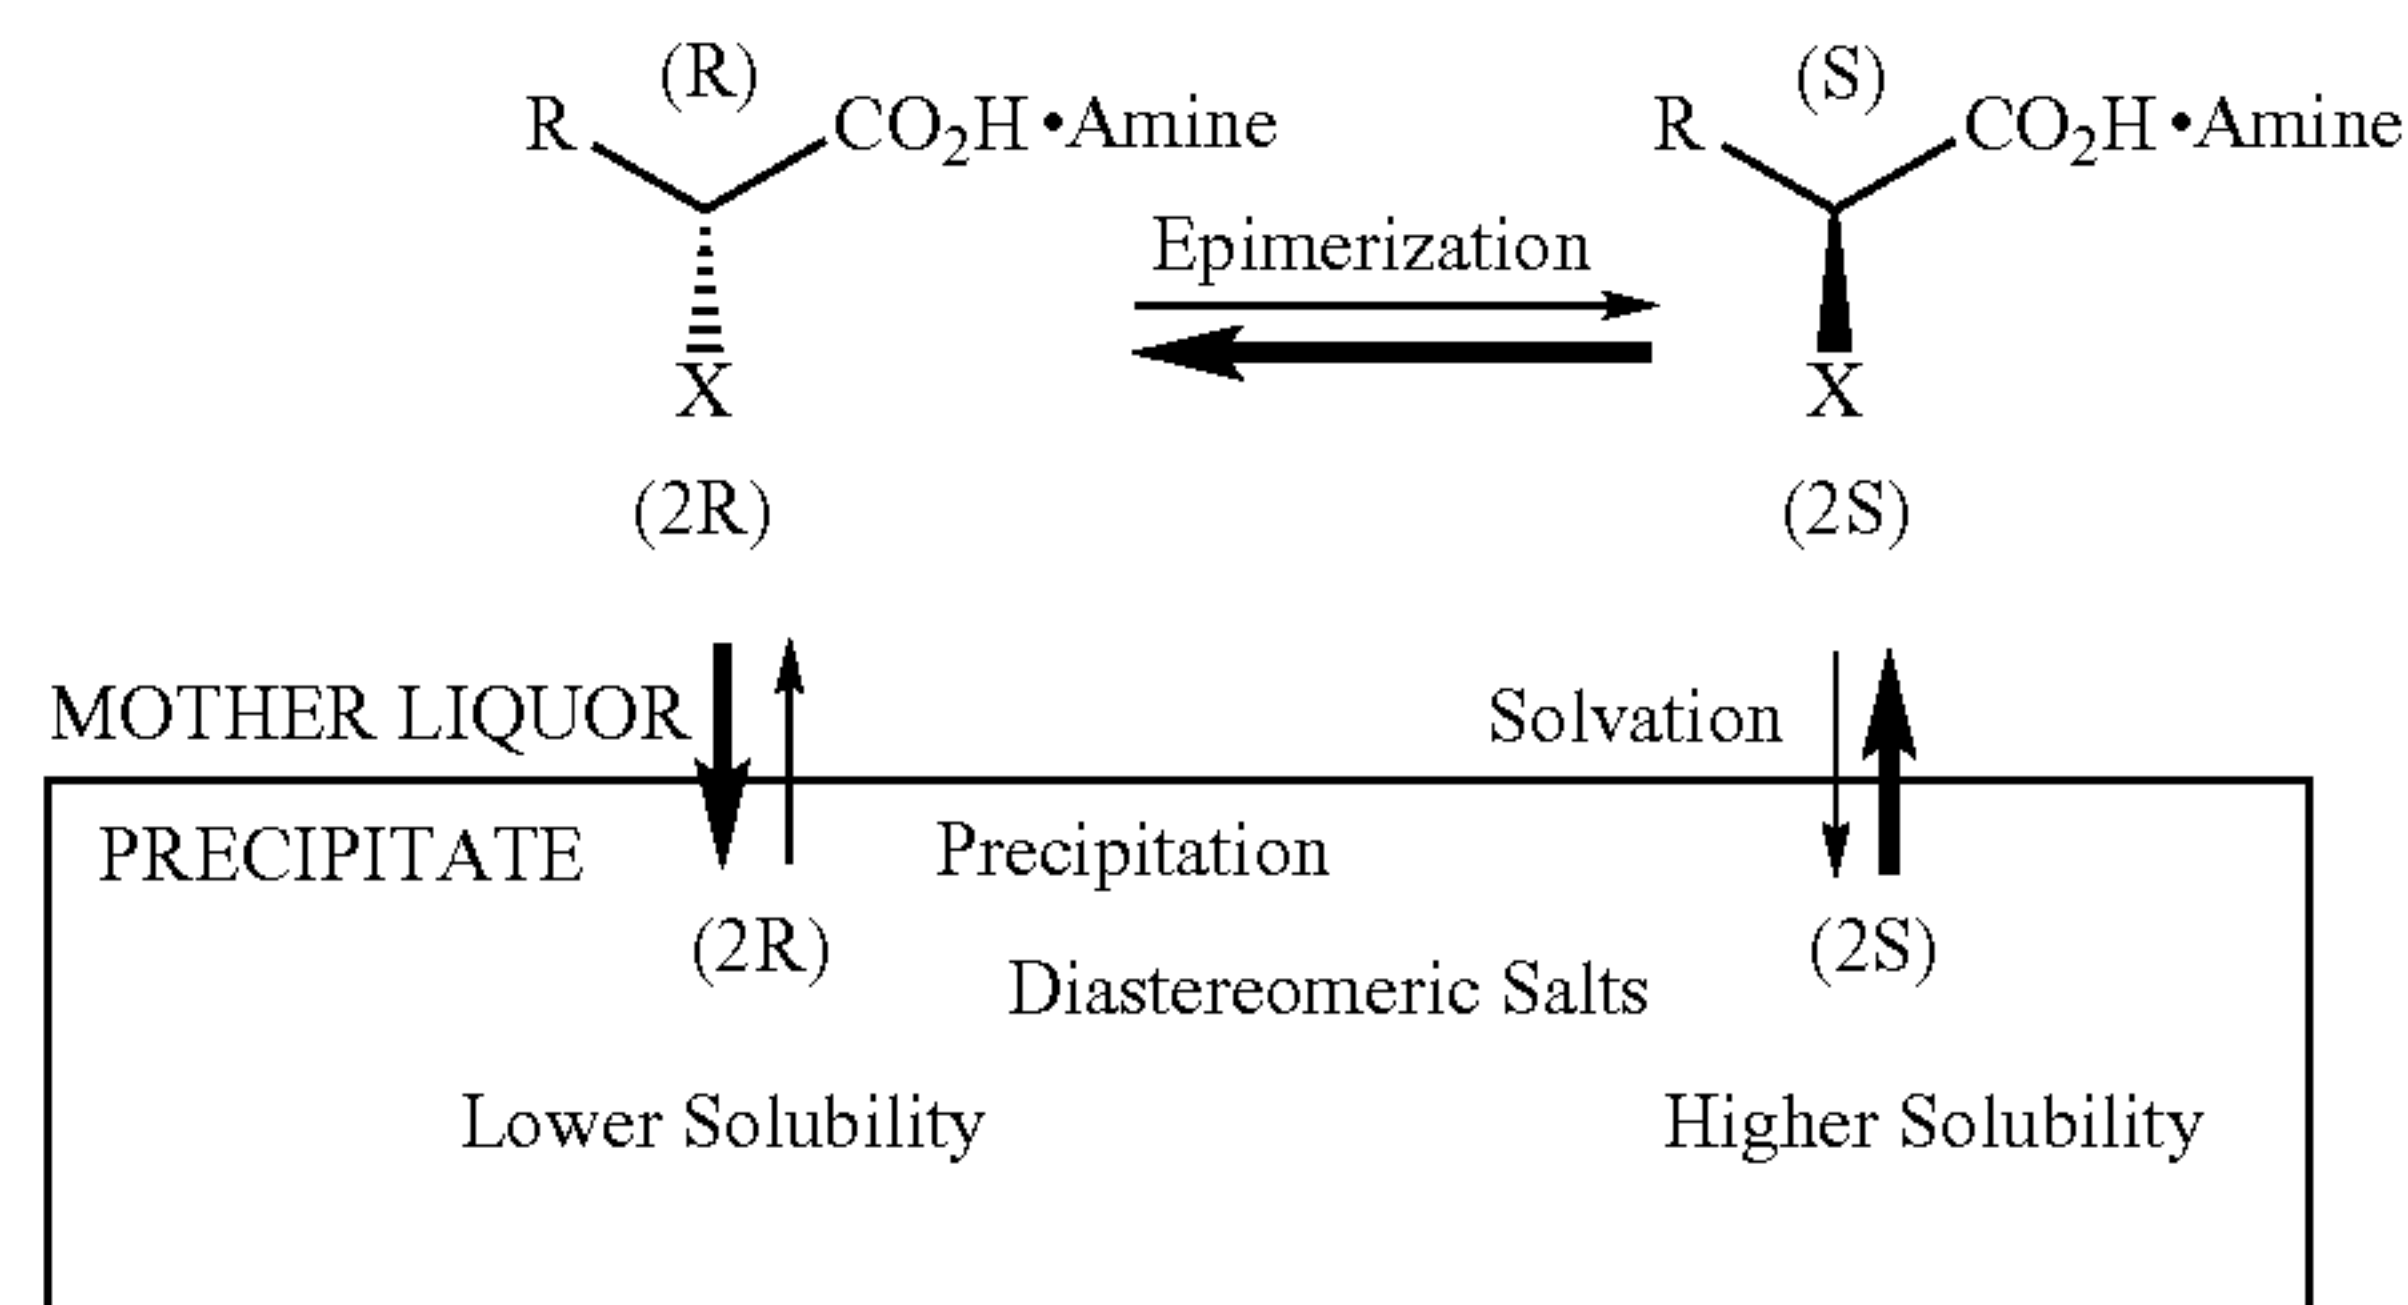 (R) (S)
R CO₂H•Amine R CO₂H•Amine
Epimerization
X X
(2R) (2S)
MOTHER LIQUOR Solvation
PRECIPITATE Precipitation
(2R) (2S)
Diastereomeric Salts
Lower Solubility Higher Solubility